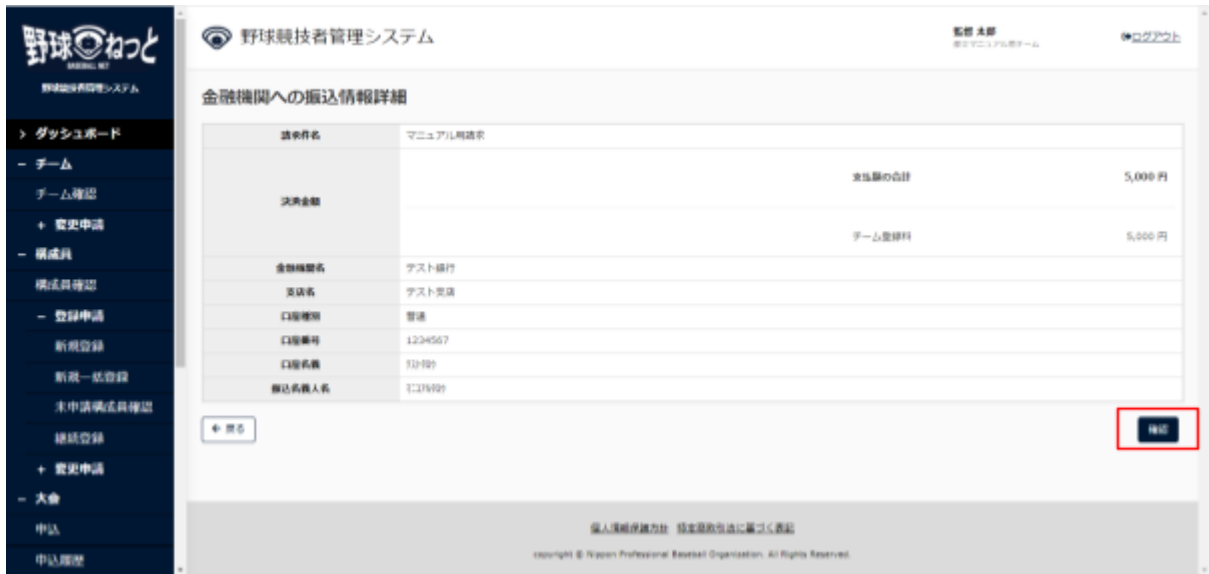 野球ねっと
BASEBALL NET
野球競技者管理システム
> ダッシュボード
− チーム
チーム確認
+ 変更申請
− 構成員
構成員確認
− 登録申請
新規登録
新規一括登録
未申請構成員確認
継続登録
+ 変更申請
− 大会
申込
申込履歴
野球競技者管理システム
監督 太郎
ログアウト
金融機関への振込情報詳細
請求件名 マニュアル用請求
決済金額
支払額の合計 5,000 円
チーム登録料 5,000 円
金融機関名 テスト銀行
支店名 テスト支店
口座種別 普通
口座番号 1234567
口座名義
振込名義人名
← 戻る
確認
個人情報保護方針 特定商取引法に基づく表記
copyright © Nippon Professional Baseball Organization. All Rights Reserved.